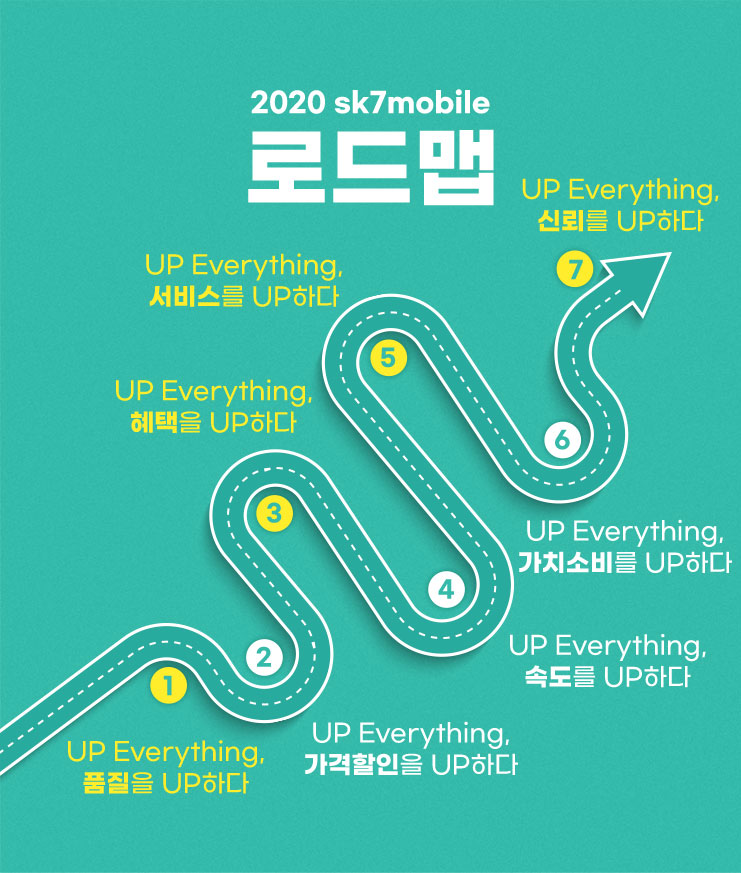 2020 sk7mobile
로드맵
UP Everything,
신뢰를 UP하다
7
UP Everything,
서비스를 UP하다
5
UP Everything,
혜택을 UP하다
6
3
UP Everything,
가치소비를 UP하다
4
UP Everything,
속도를 UP하다
2
1
UP Everything,
가격할인을 UP하다
UP Everything,
품질을 UP하다